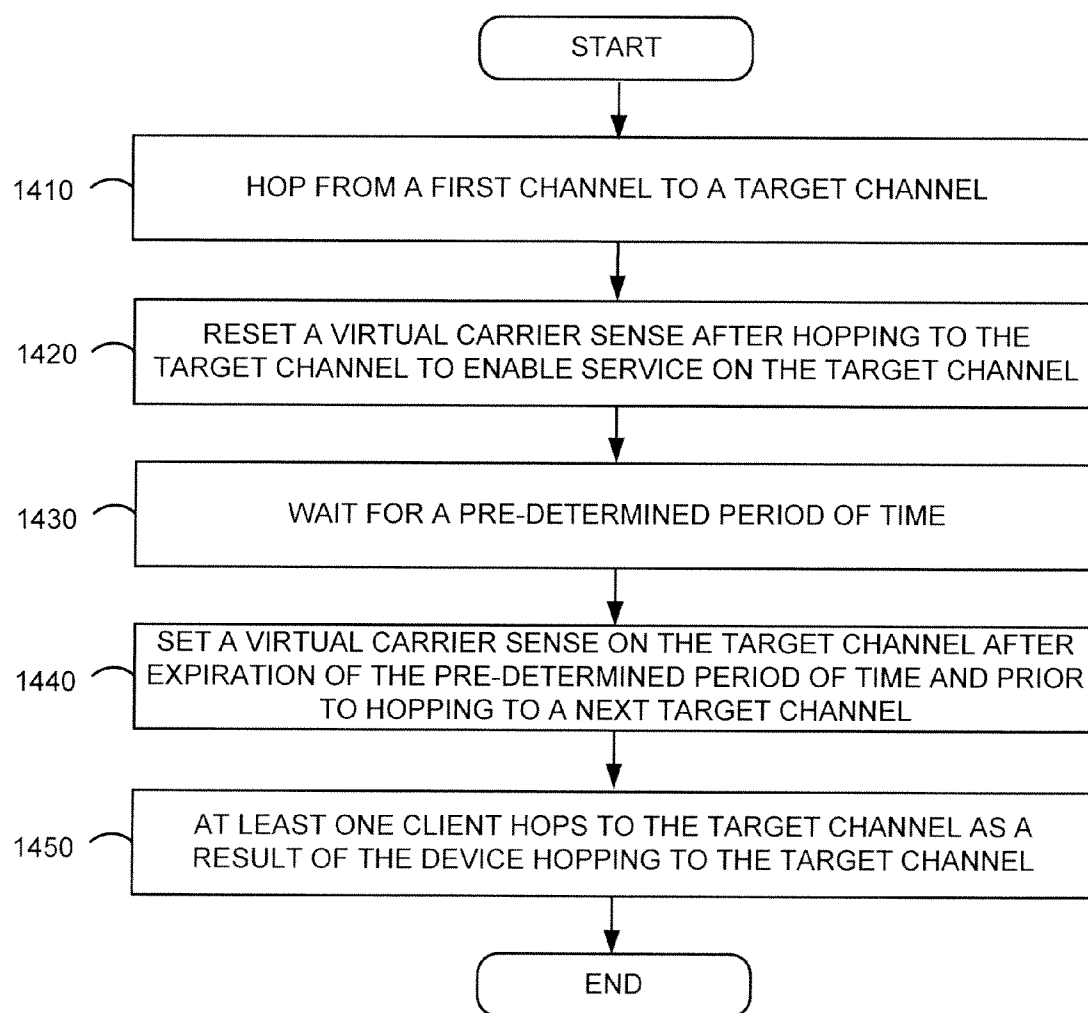 START
1410
HOP FROM A FIRST CHANNEL TO A TARGET CHANNEL
1420
RESET A VIRTUAL CARRIER SENSE AFTER HOPPING TO THE
TARGET CHANNEL TO ENABLE SERVICE ON THE TARGET CHANNEL
1430
WAIT FOR A PRE-DETERMINED PERIOD OF TIME
1440
SET A VIRTUAL CARRIER SENSE ON THE TARGET CHANNEL AFTER
EXPIRATION OF THE PRE-DETERMINED PERIOD OF TIME AND PRIOR
TO HOPPING TO A NEXT TARGET CHANNEL
1450
AT LEAST ONE CLIENT HOPS TO THE TARGET CHANNEL AS A
RESULT OF THE DEVICE HOPPING TO THE TARGET CHANNEL
END